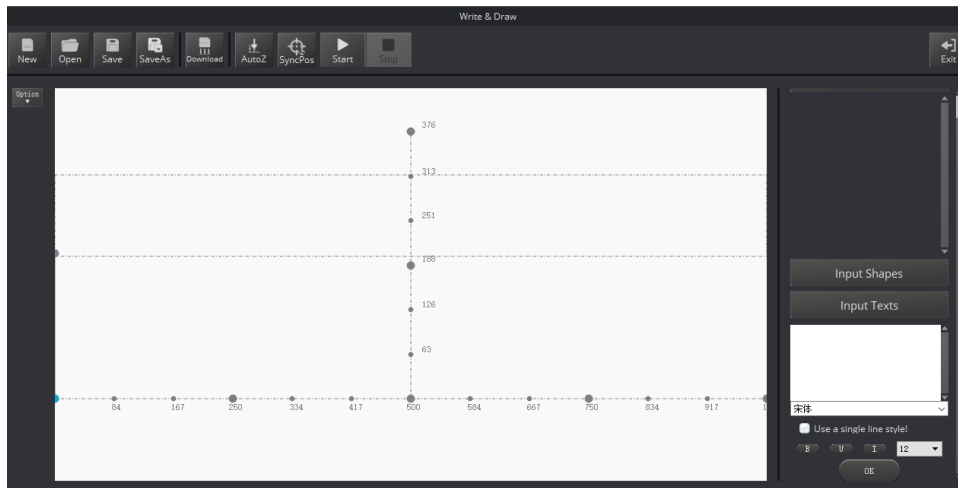 Write & Draw
New Open Save SaveAs Download AutoZ SyncPos Start Stop Exit
Option
376
313
251
188
126
63
84 167 250 334 417 500 584 667 750 834 917 1
Input Shapes
Input Texts
宋体
Use a single line style!
B U I 12
OK